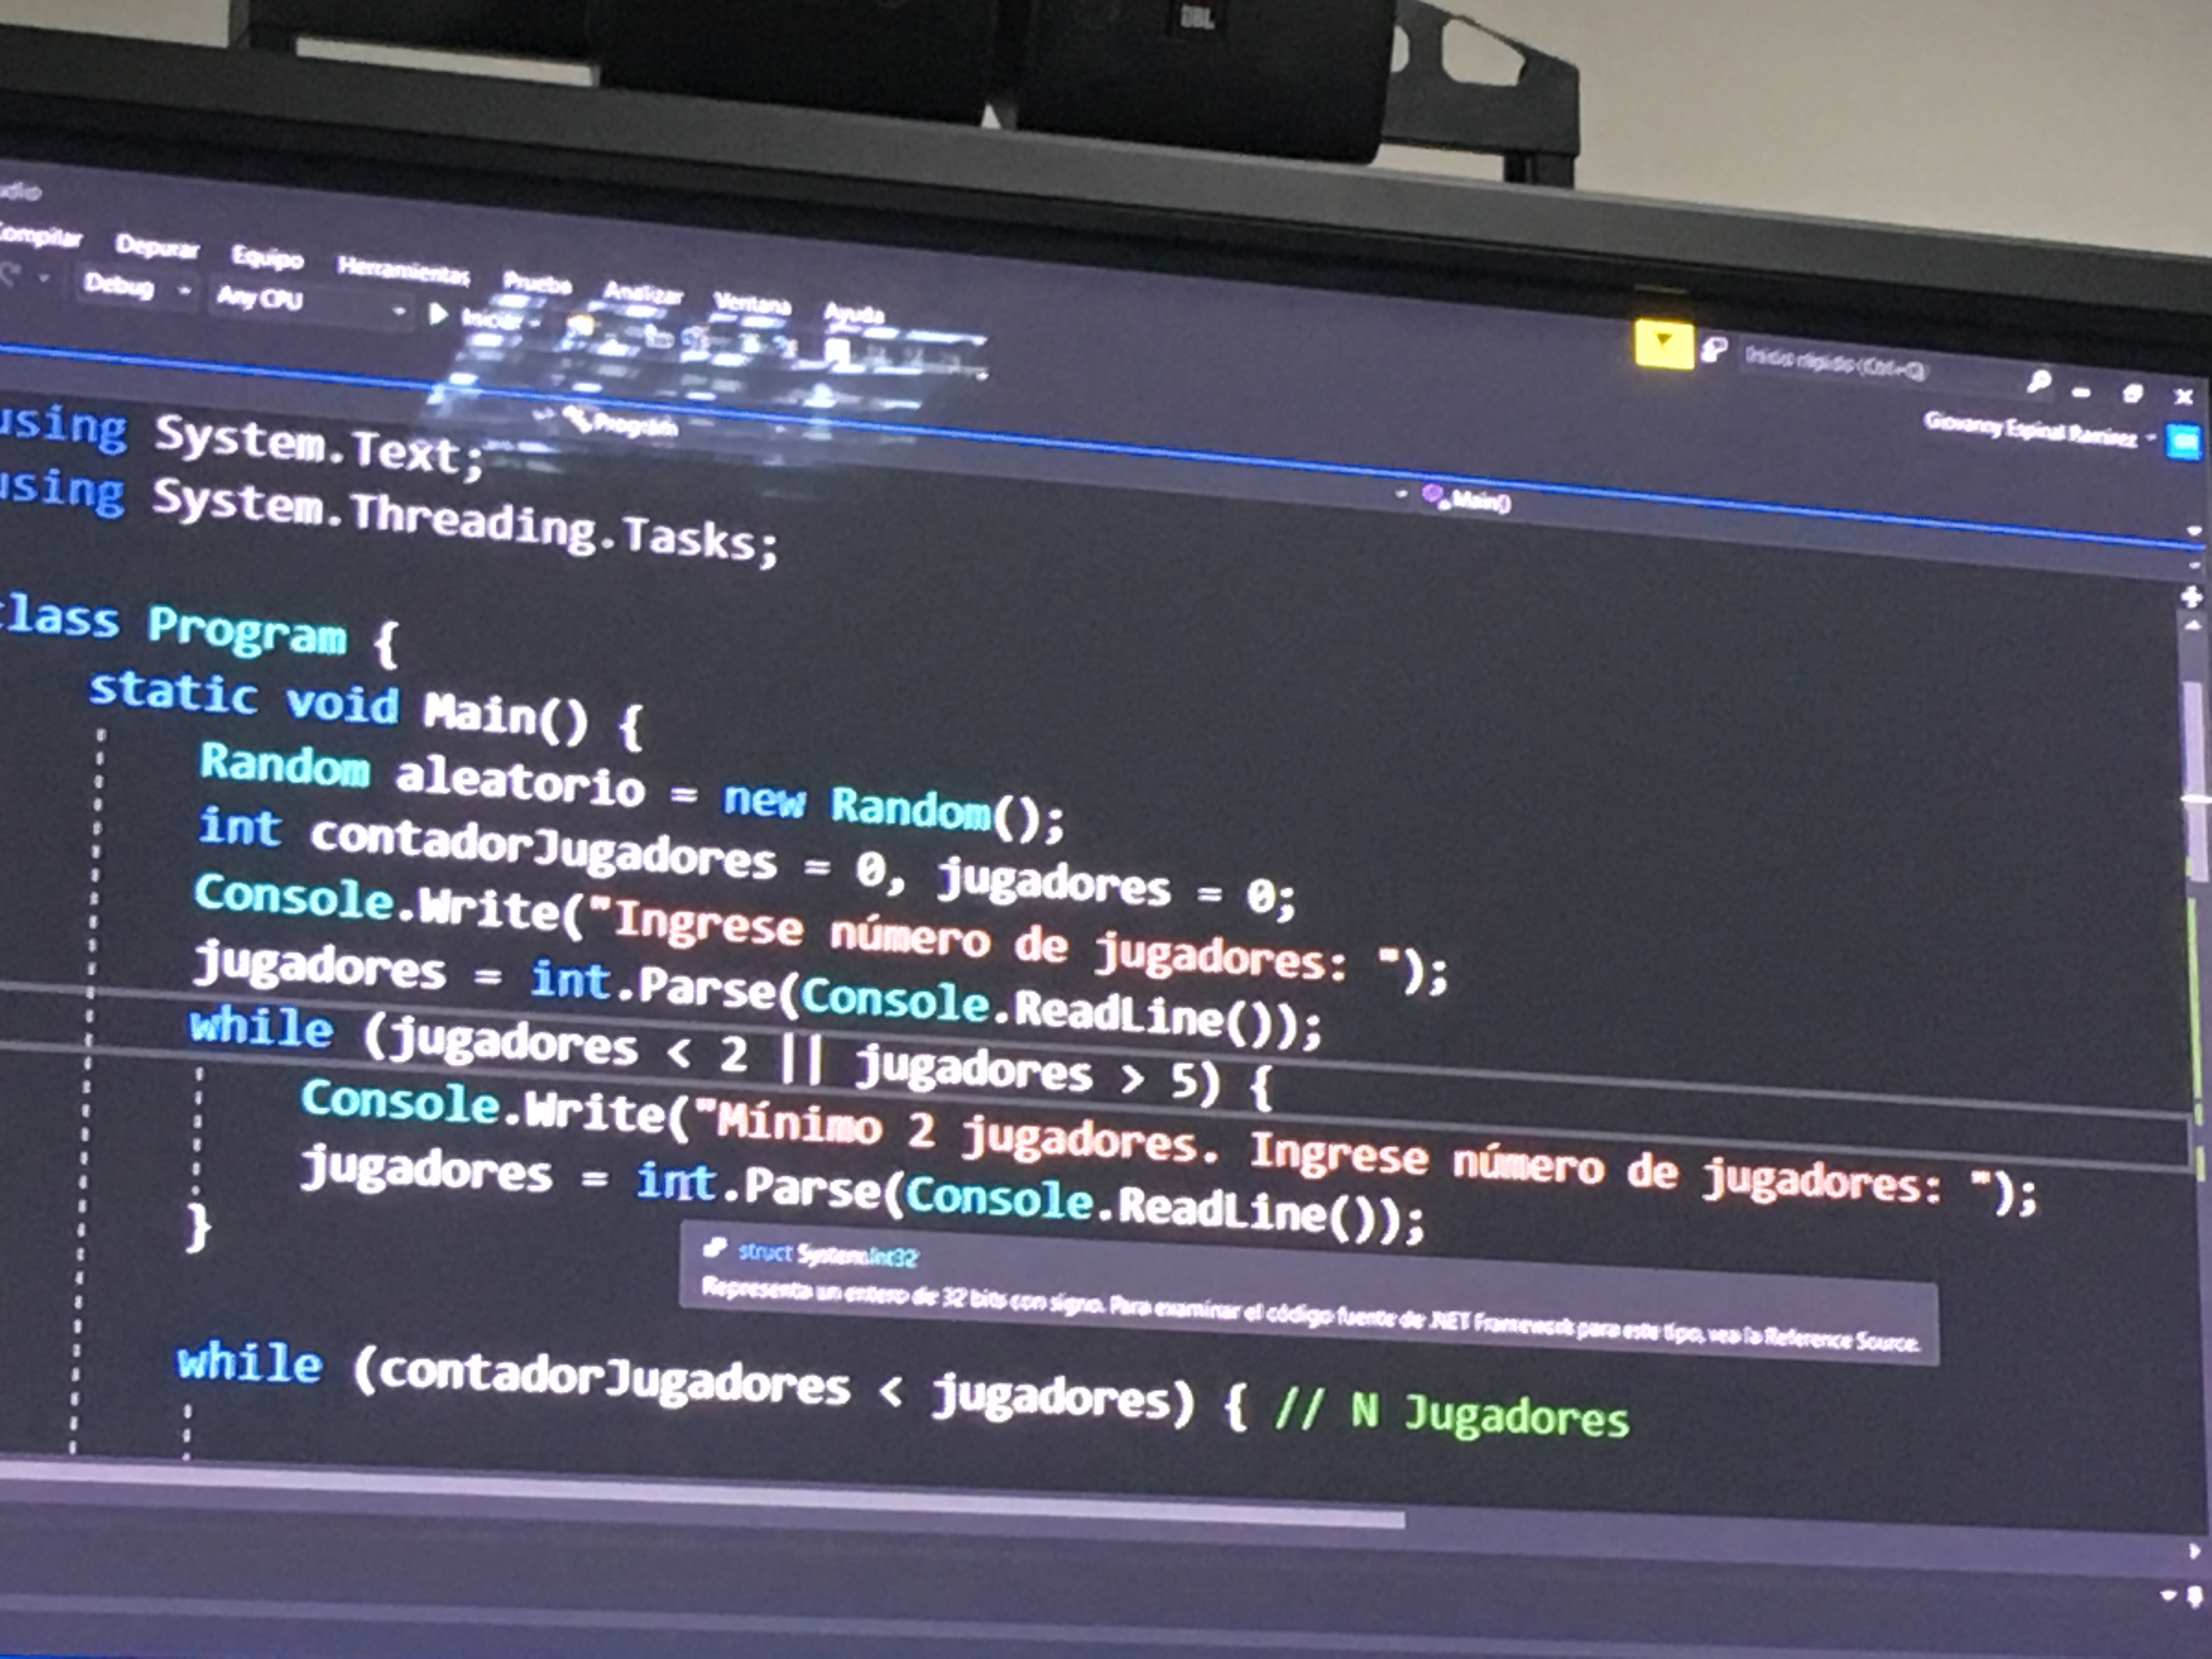 JBL
Compilar Depurar Equipo Herramientas Prueba Analizar Ventana Ayuda
Debug Any CPU Iniciar
Inicio rápido (Ctrl+Q)
Giovanny Espinal Ramirez
Program
Main()
using System.Text;
using System.Threading.Tasks;
class Program {
static void Main() {
Random aleatorio = new Random();
int contadorJugadores = 0, jugadores = 0;
Console.Write("Ingrese número de jugadores: ");
jugadores = int.Parse(Console.ReadLine());
while (jugadores < 2 || jugadores > 5) {
Console.Write("Mínimo 2 jugadores. Ingrese número de jugadores: ");
jugadores = int.Parse(Console.ReadLine());
}
struct System.Int32
Representa un entero de 32 bits con signo. Para examinar el código fuente de .NET Framework para este tipo, vea la Reference Source.
while (contadorJugadores < jugadores) { // N Jugadores